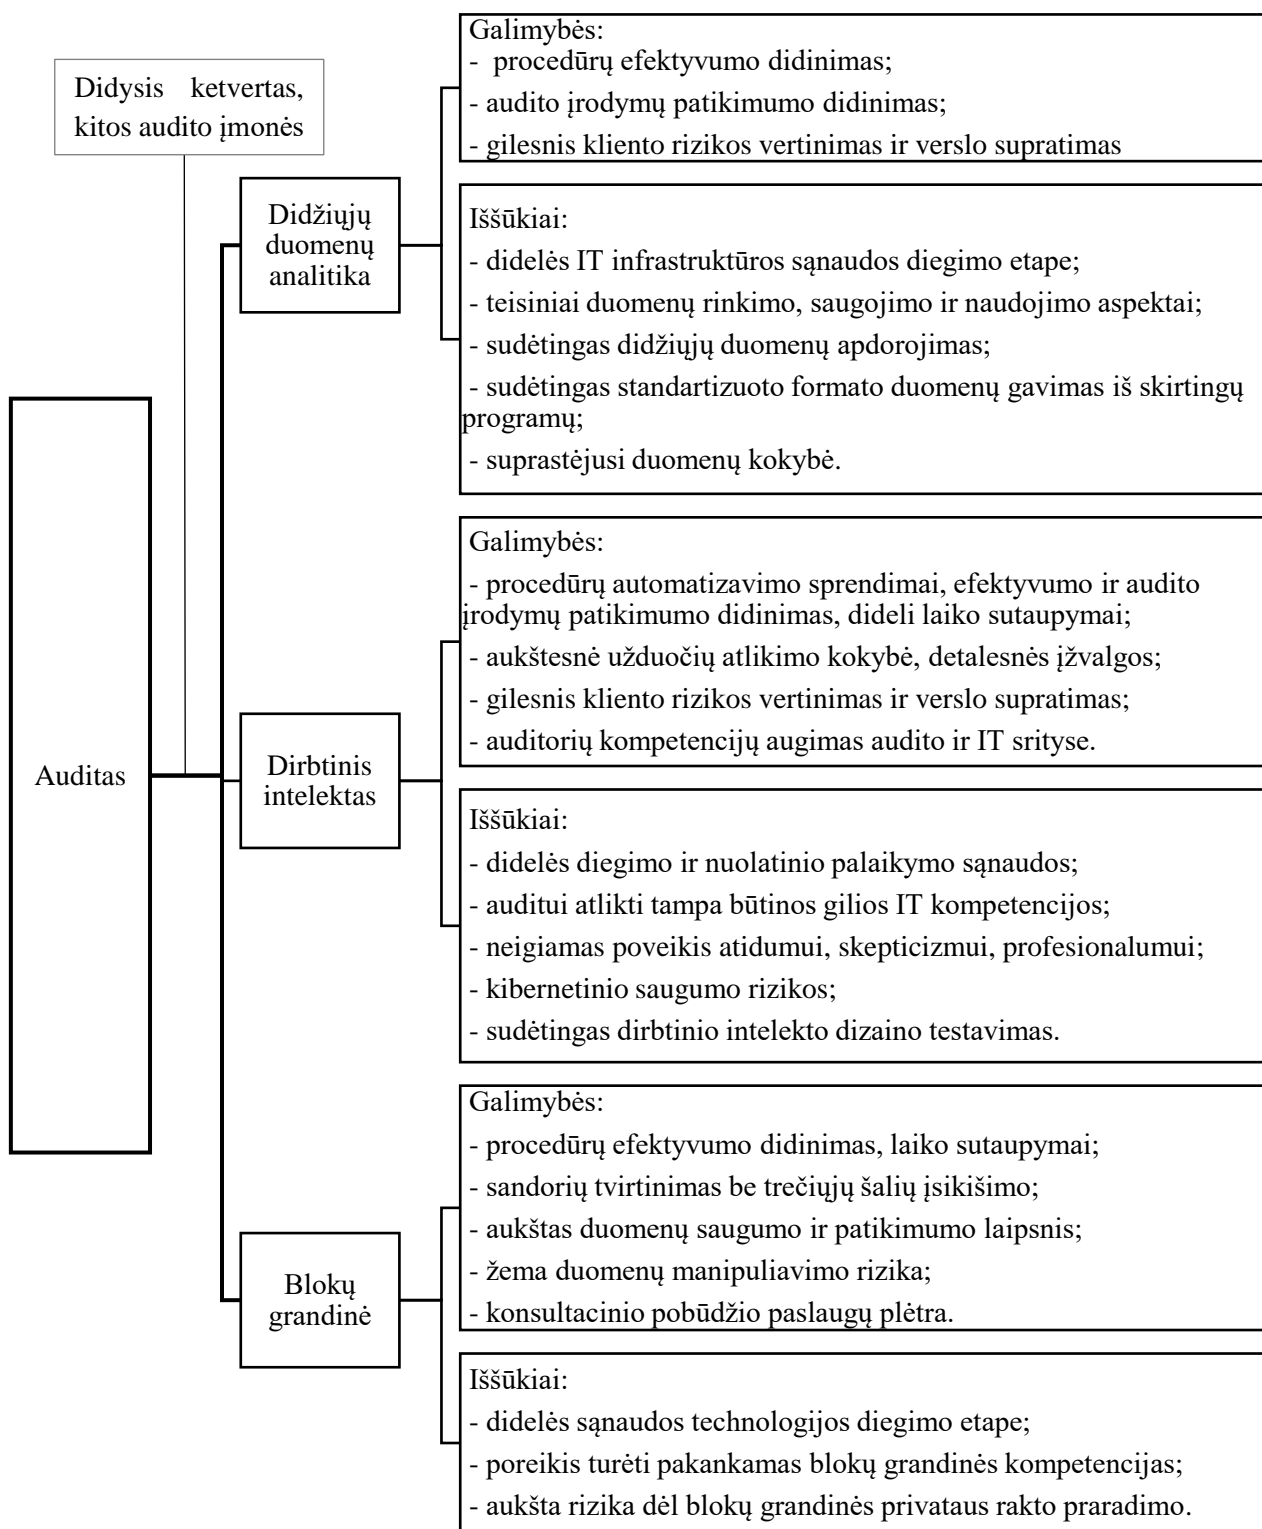 Didysis ketvertas,
kitos audito įmonės
Auditas
Didžiųjų
duomenų
analitika
Galimybės:
- procedūrų efektyvumo didinimas;
- audito įrodymų patikimumo didinimas;
- gilesnis kliento rizikos vertinimas ir verslo supratimas
Iššūkiai:
- didelės IT infrastruktūros sąnaudos diegimo etape;
- teisiniai duomenų rinkimo, saugojimo ir naudojimo aspektai;
- sudėtingas didžiųjų duomenų apdorojimas;
- sudėtingas standartizuoto formato duomenų gavimas iš skirtingų
programų;
- suprastėjusi duomenų kokybė.
Dirbtinis
intelektas
Galimybės:
- procedūrų automatizavimo sprendimai, efektyvumo ir audito
įrodymų patikimumo didinimas, dideli laiko sutaupymai;
- aukštesnė užduočių atlikimo kokybė, detalesnės įžvalgos;
- gilesnis kliento rizikos vertinimas ir verslo supratimas;
- auditorių kompetencijų augimas audito ir IT srityse.
Iššūkiai:
- didelės diegimo ir nuolatinio palaikymo sąnaudos;
- auditui atlikti tampa būtinos gilios IT kompetencijos;
- neigiamas poveikis atidumui, skepticizmui, profesionalumui;
- kibernetinio saugumo rizikos;
- sudėtingas dirbtinio intelekto dizaino testavimas.
Blokų
grandinė
Galimybės:
- procedūrų efektyvumo didinimas, laiko sutaupymai;
- sandorių tvirtinimas be trečiųjų šalių įsikišimo;
- aukštas duomenų saugumo ir patikimumo laipsnis;
- žema duomenų manipuliavimo rizika;
- konsultacinio pobūdžio paslaugų plėtra.
Iššūkiai:
- didelės sąnaudos technologijos diegimo etape;
- poreikis turėti pakankamas blokų grandinės kompetencijas;
- aukšta rizika dėl blokų grandinės privataus rakto praradimo.